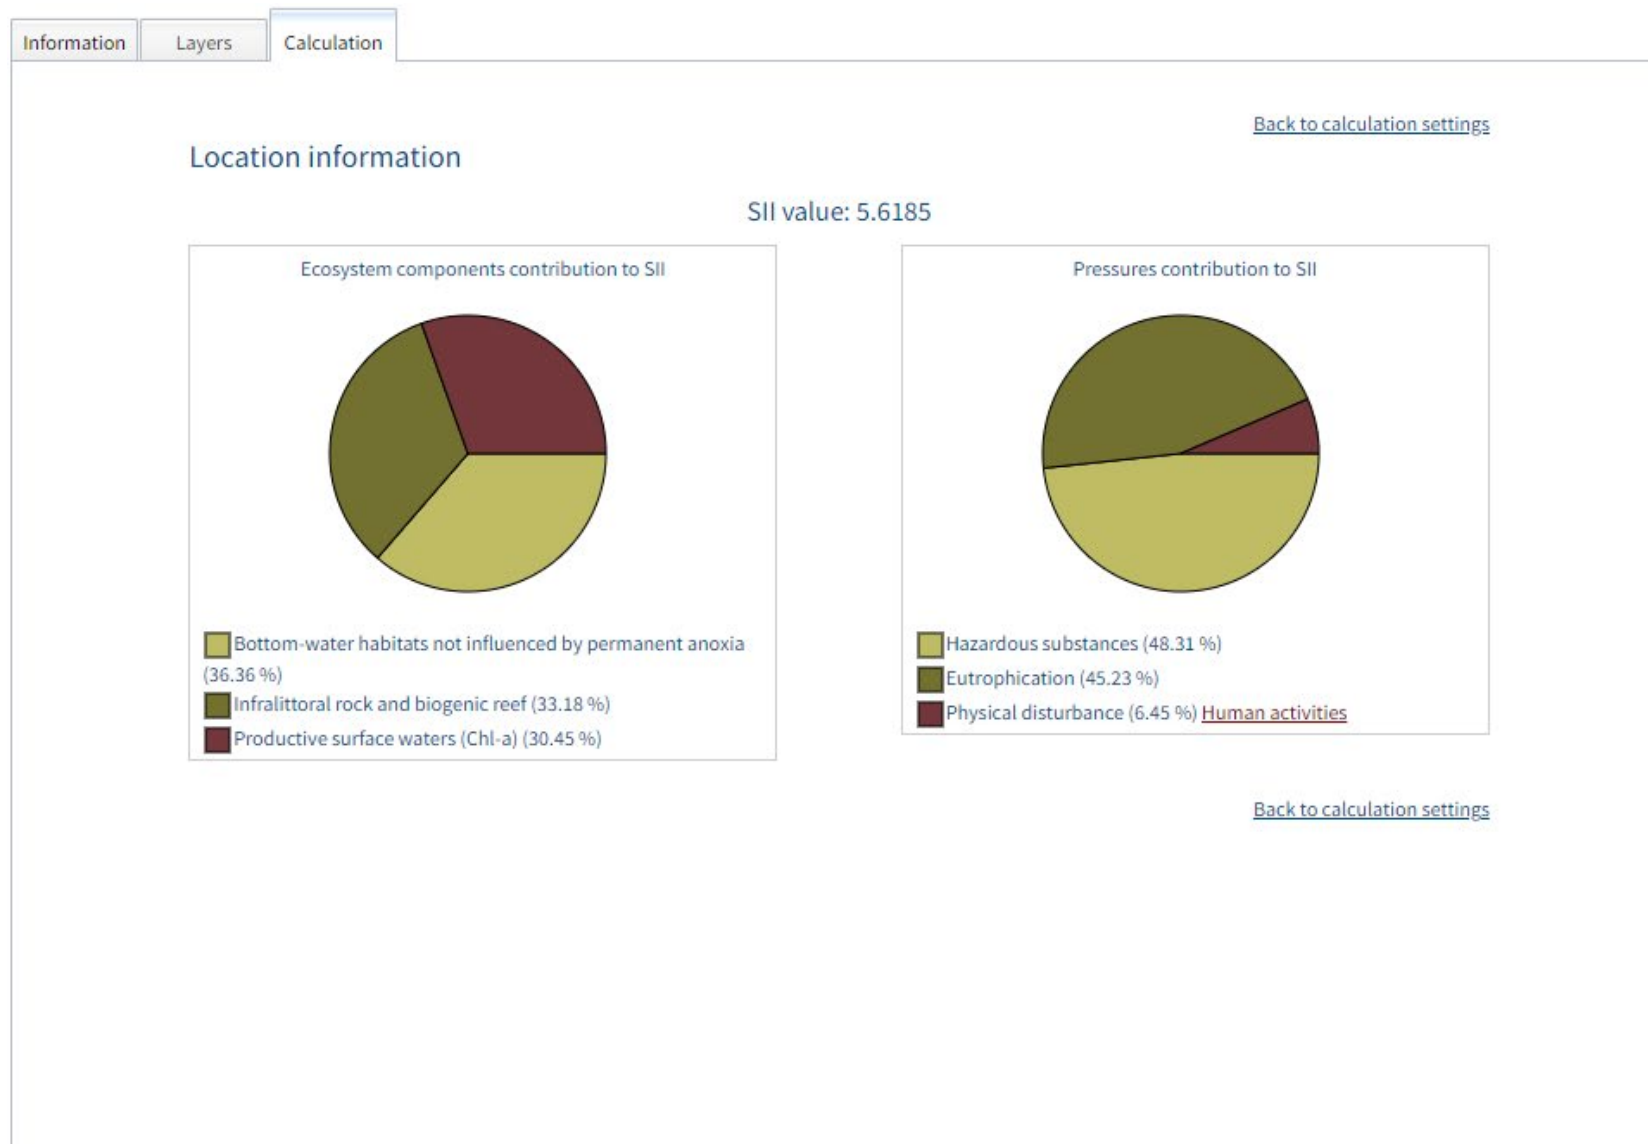 Information
Layers
Calculation
Back to calculation settings
Location information
SII value: 5.6185
Ecosystem components contribution to SII
Bottom-water habitats not influenced by permanent anoxia
(36.36 %)
Infralittoral rock and biogenic reef (33.18 %)
Productive surface waters (Chl-a) (30.45 %)
Pressures contribution to SII
Hazardous substances (48.31 %)
Eutrophication (45.23 %)
Physical disturbance (6.45 %) Human activities
Back to calculation settings